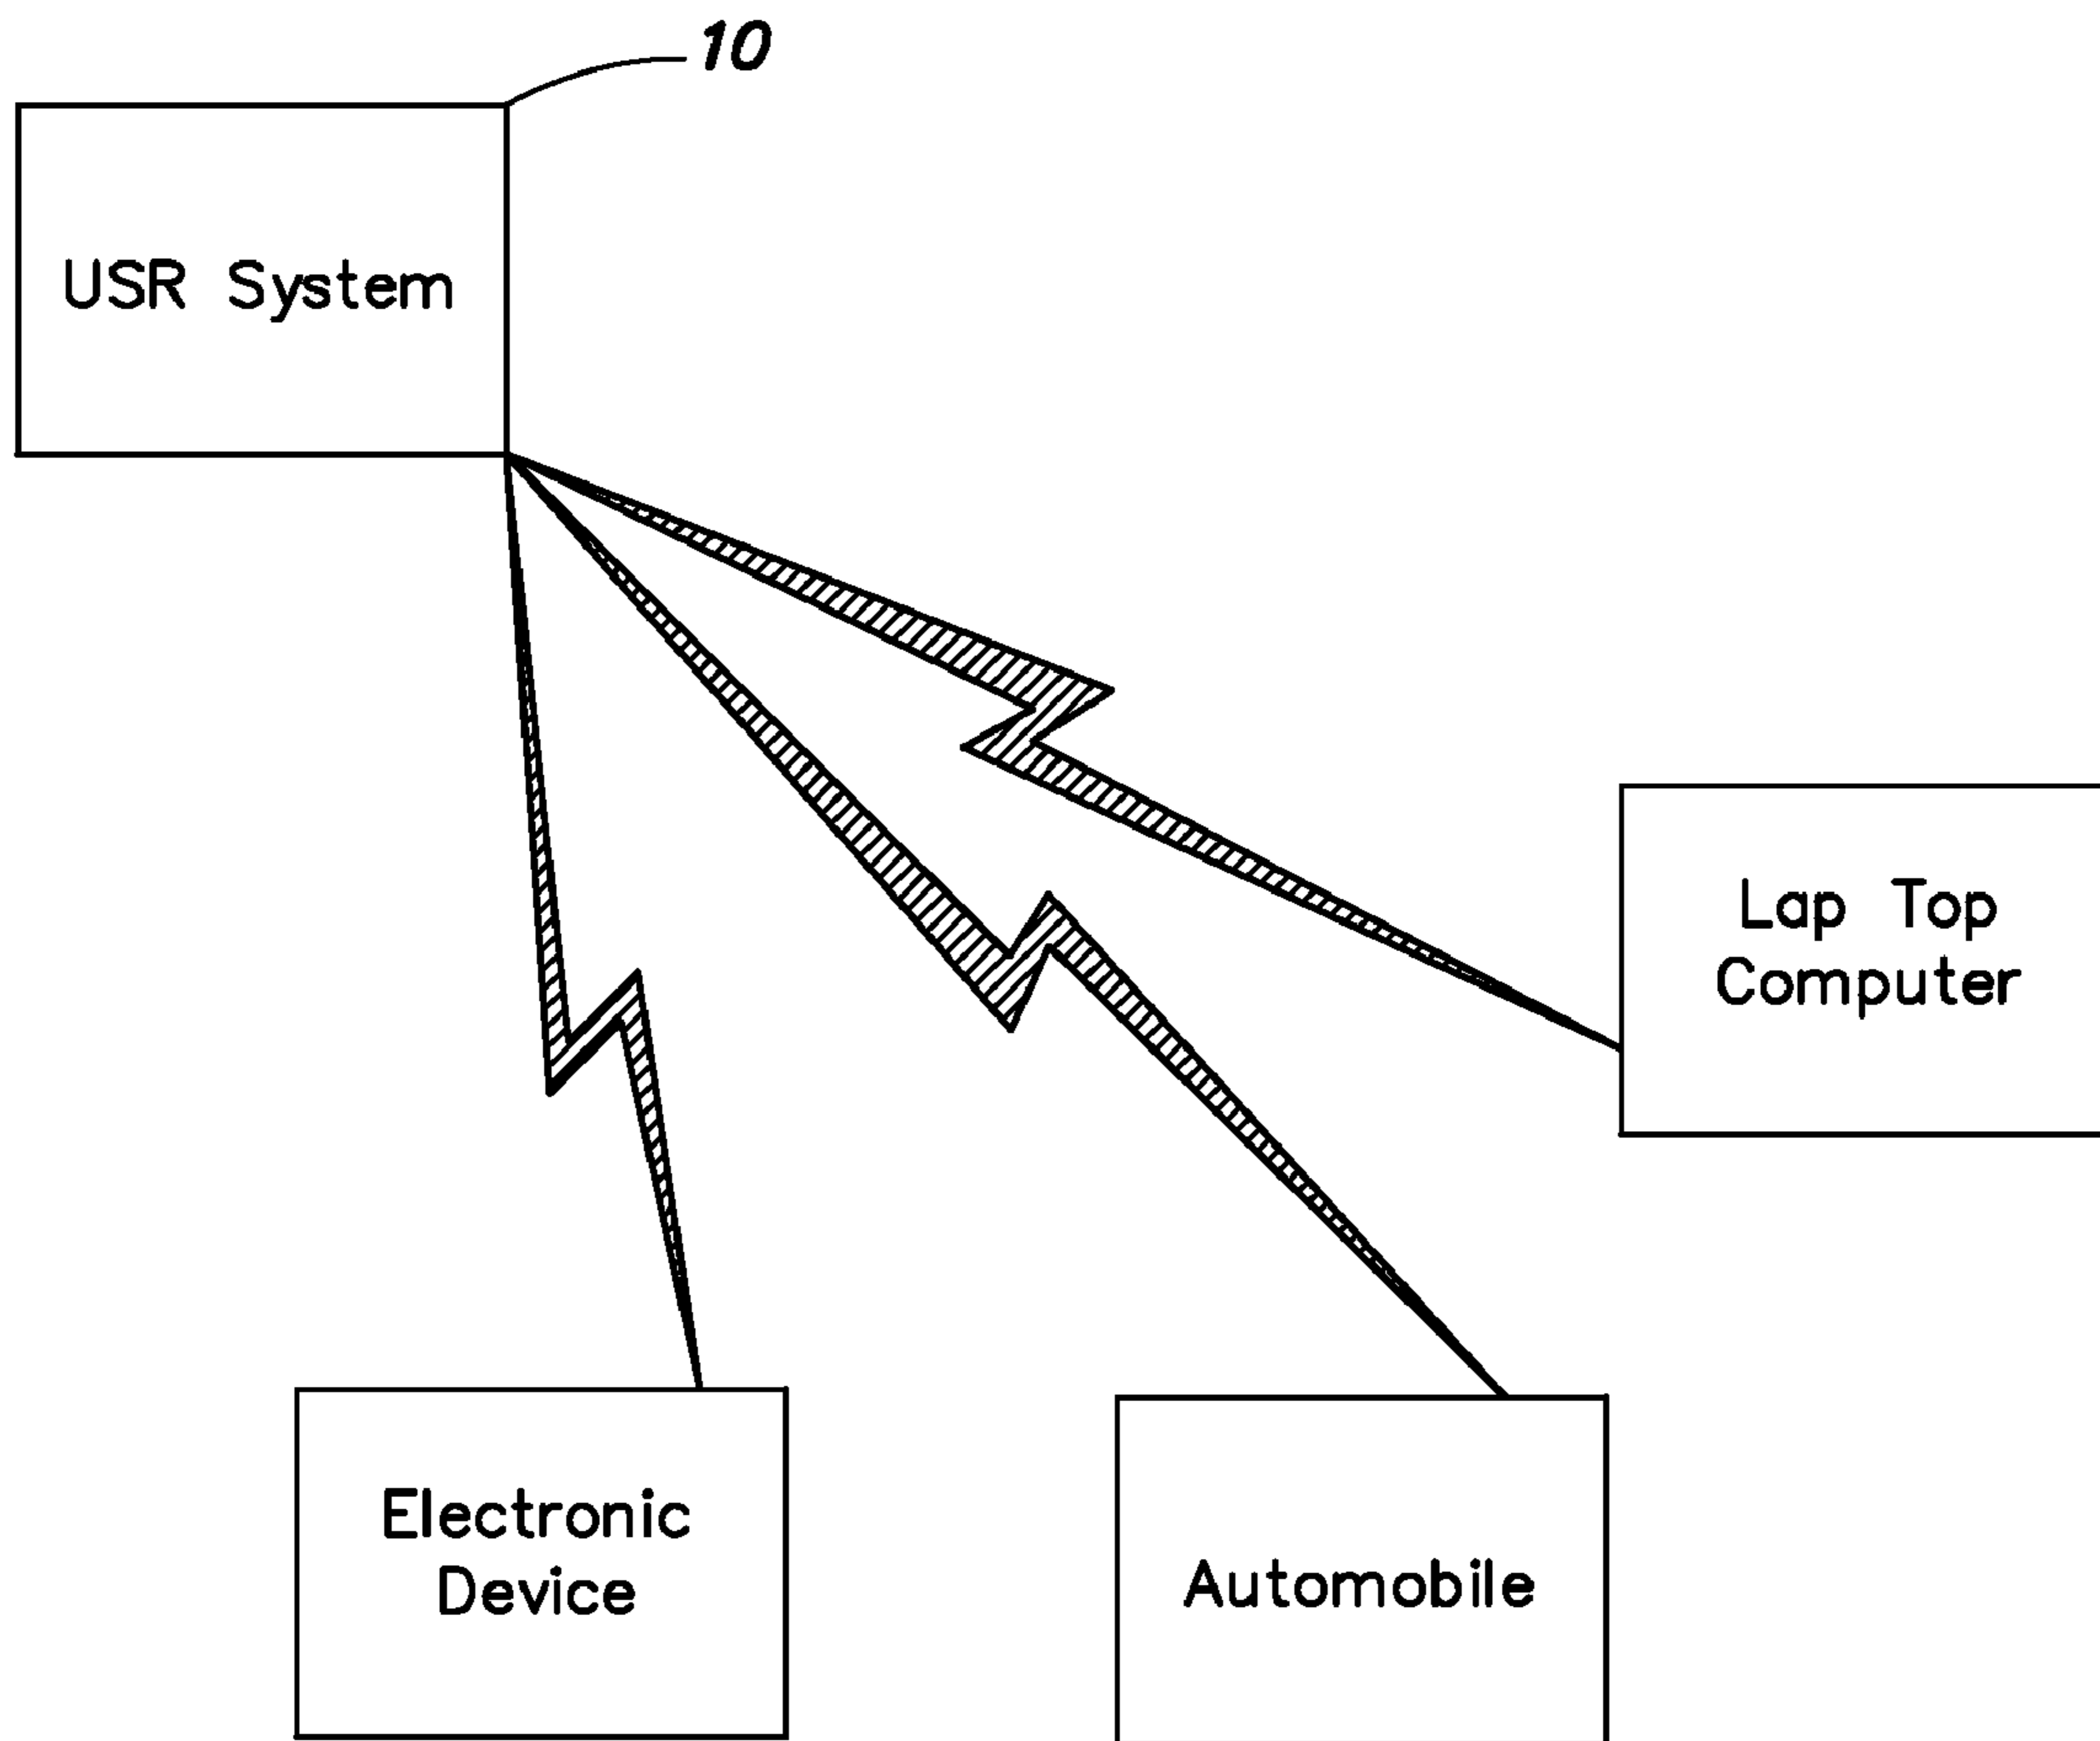 10
USR System
Lap Top
Computer
Electronic
Device
Automobile